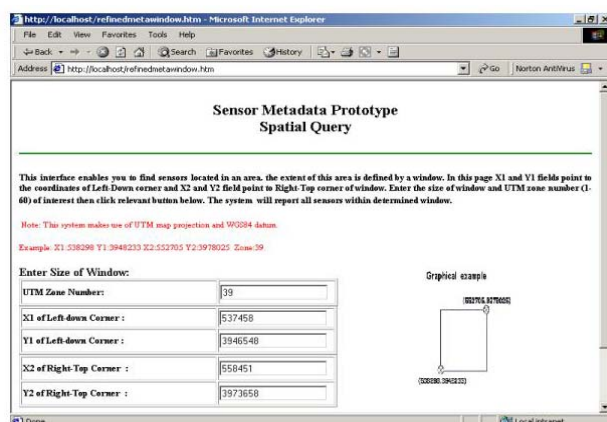 http://localhost/refinedmetawindow.htm - Microsoft Internet Explorer
File Edit View Favorites Tools Help
Back Search Favorites History
Address http://localhost/refinedmetawindow.htm Go Norton AntiVirus
Sensor Metadata Prototype
Spatial Query
This interface enables you to find sensors located in an area. the extent of this area is defined by a window. In this page X1 and Y1 fields point to
the coordinates of Left-Down corner and X2 and Y2 field point to Right-Top corner of window. Enter the size of window and UTM zone number (1-
60) of interest then click relevant button below. The system will report all sensors within determined window.
Note: This system makes use of UTM map projection and WGS84 datum
Example: X1:538298 Y1:3948233 X2:552705 Y2:3978025 Zone:39
Enter Size of Window:
UTM Zone Number: 39
X1 of Left-down Corner : 537458
Y1 of Left-down Corner : 3946548
X2 of Right-Top Corner : 558451
Y2 of Right-Top Corner : 3973658
Graphical example
(552705,3978025)
(538298,3948233)
Done Local intranet